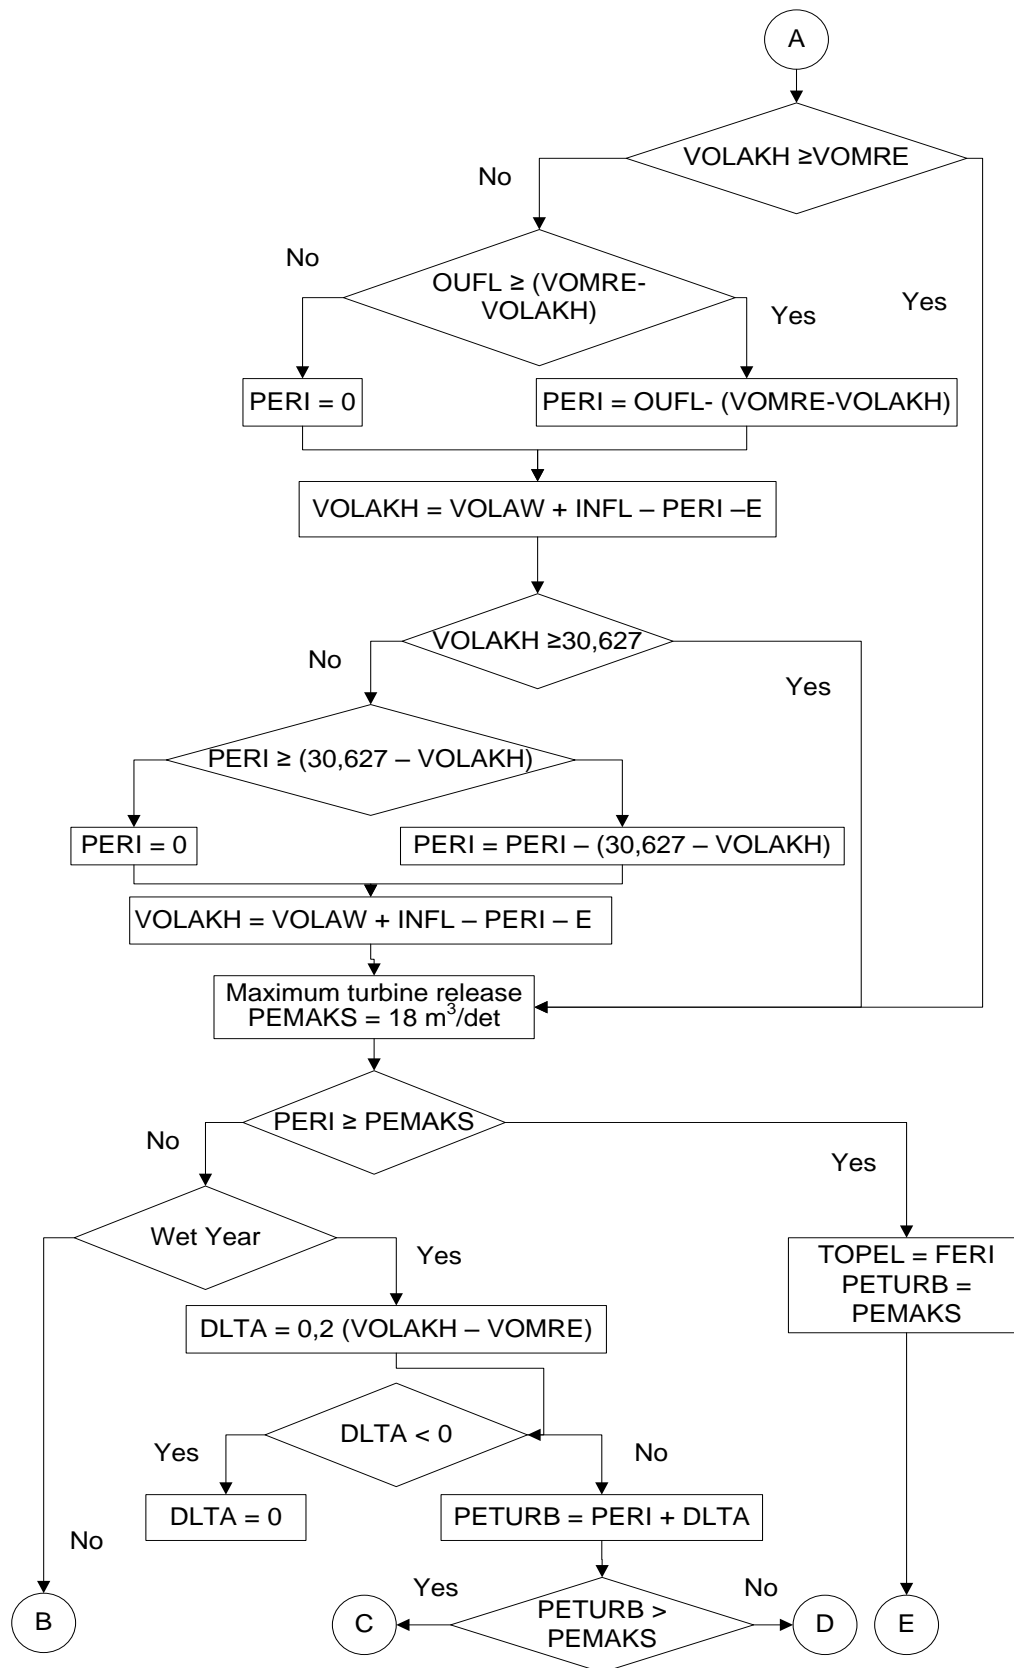 A
VOLAKH ≥VOMRE
No
No
OUFL ≥ (VOMRE-
VOLAKH)
Yes
Yes
PERI = 0
PERI = OUFL- (VOMRE-VOLAKH)
VOLAKH = VOLAW + INFL – PERI –E
VOLAKH ≥30,627
No
Yes
PERI ≥ (30,627 – VOLAKH)
PERI = 0
PERI = PERI – (30,627 – VOLAKH)
VOLAKH = VOLAW + INFL – PERI – E
Maximum turbine release
PEMAKS = 18 m³/det
PERI ≥ PEMAKS
No
Yes
Wet Year
Yes
TOPEL = FERI
PETURB =
PEMAKS
DLTA = 0,2 (VOLAKH – VOMRE)
DLTA < 0
Yes
No
DLTA = 0
PETURB = PERI + DLTA
No
Yes
No
B
C
PETURB >
PEMAKS
D
E